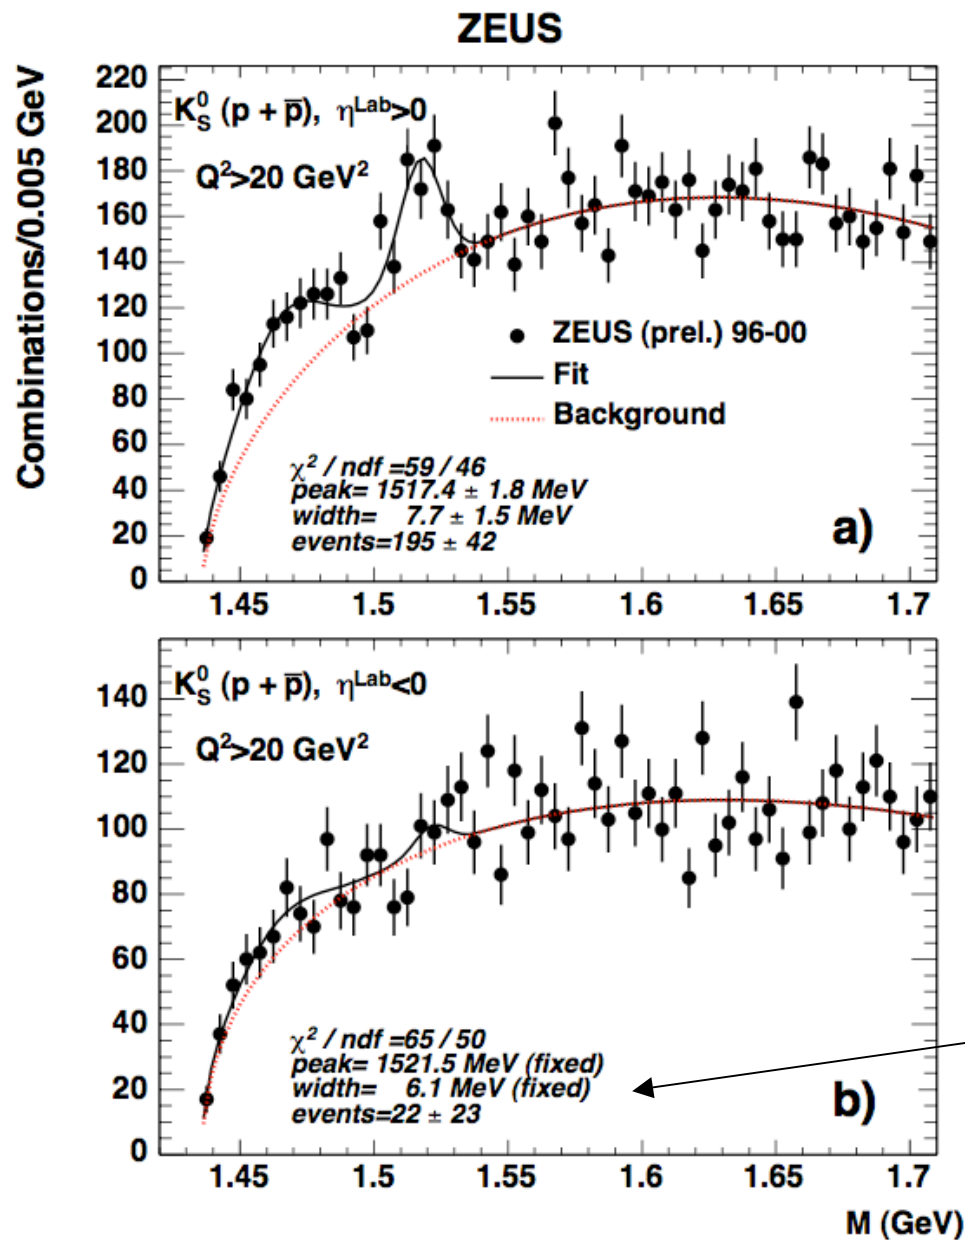 ZEUS
Combinations/0.005 GeV
220
200
180
160
140
120
100
80
60
40
20
0
K⁰_S (p + p̄), η^Lab>0
Q²>20 GeV²
ZEUS (prel.) 96-00
Fit
Background
χ² / ndf =59 / 46
peak= 1517.4 ± 1.8 MeV
width= 7.7 ± 1.5 MeV
events=195 ± 42
a)
1.45 1.5 1.55 1.6 1.65 1.7
140
120
100
80
60
40
20
0
K⁰_S (p + p̄), η^Lab<0
Q²>20 GeV²
χ² / ndf =65 / 50
peak= 1521.5 MeV (fixed)
width= 6.1 MeV (fixed)
events=22 ± 23
b)
1.45 1.5 1.55 1.6 1.65 1.7
M (GeV)